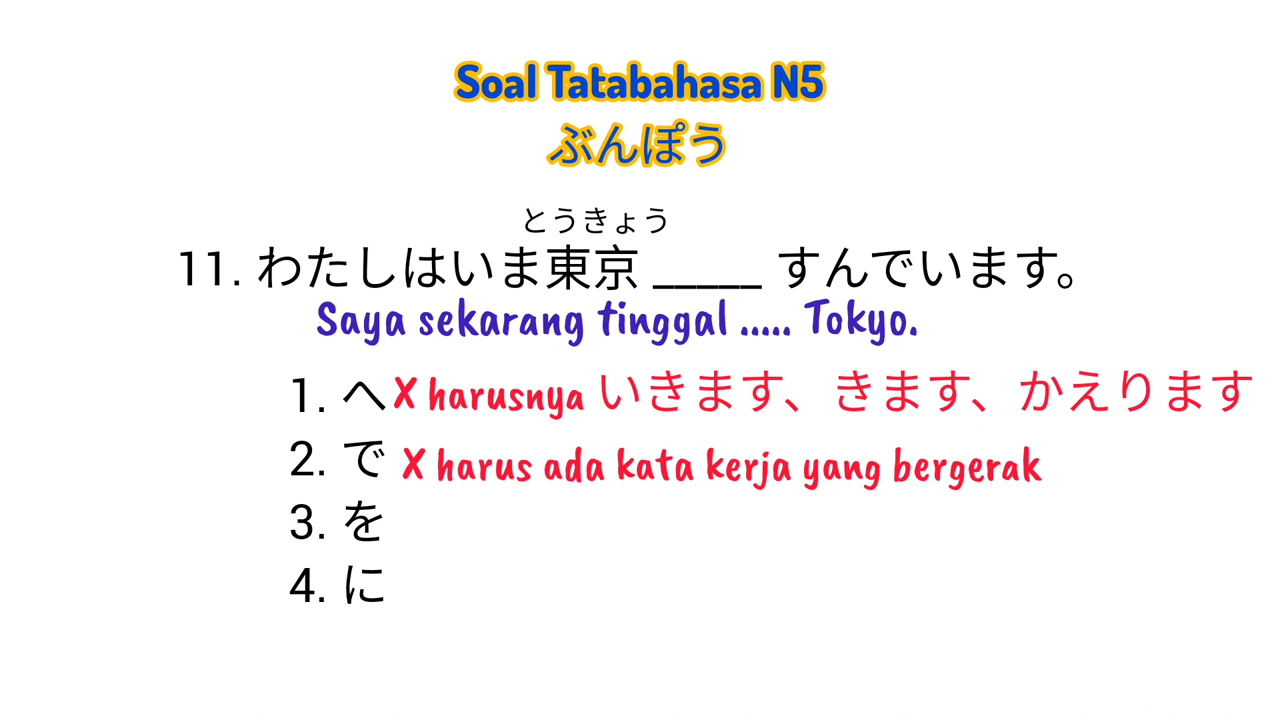 Soal Tatabahasa N5
ぶんぽう
とうきょう
11. わたしはいま東京 _____ すんでいます。
Saya sekarang tinggal ..... Tokyo.
1. へ X harusnya いきます、きます、かえります
2. で X harus ada kata kerja yang bergerak
3. を
4. に